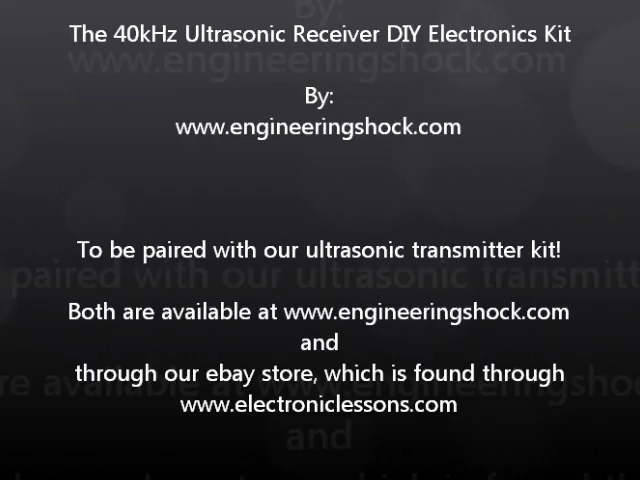 The 40kHz Ultrasonic Receiver DIY Electronics Kit
By:
www.engineeringshock.com
To be paired with our ultrasonic transmitter kit!
Both are available at www.engineeringshock.com
and
through our ebay store, which is found through
www.electroniclessons.com